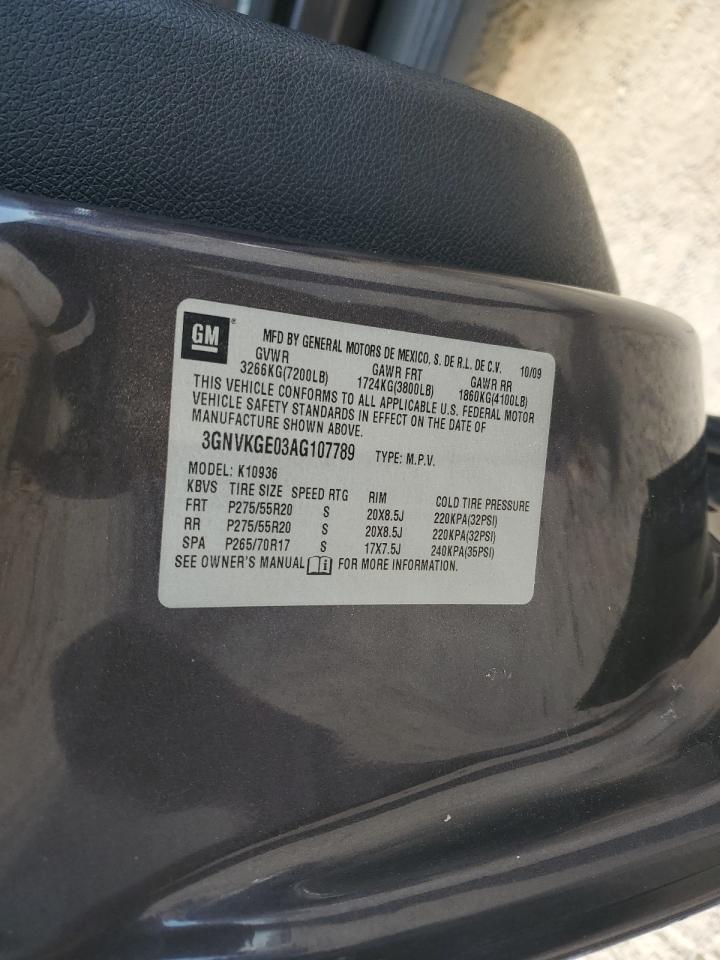 GM
MFD BY GENERAL MOTORS DE MEXICO, S. DE R.L. DE C.V. 10/09
GVWR GAWR FRT GAWR RR
3266KG(7200LB) 1724KG(3800LB) 1860KG(4100LB)
THIS VEHICLE CONFORMS TO ALL APPLICABLE U.S. FEDERAL MOTOR
VEHICLE SAFETY STANDARDS IN EFFECT ON THE DATE OF
MANUFACTURE SHOWN ABOVE.
3GNVKGE03AG107789 TYPE: M.P.V.
MODEL: K10936
KBVS TIRE SIZE SPEED RTG RIM COLD TIRE PRESSURE
FRT P275/55R20 S 20X8.5J 220KPA(32PSI)
RR P275/55R20 S 20X8.5J 220KPA(32PSI)
SPA P265/70R17 S 17X7.5J 240KPA(35PSI)
SEE OWNER'S MANUAL i FOR MORE INFORMATION.